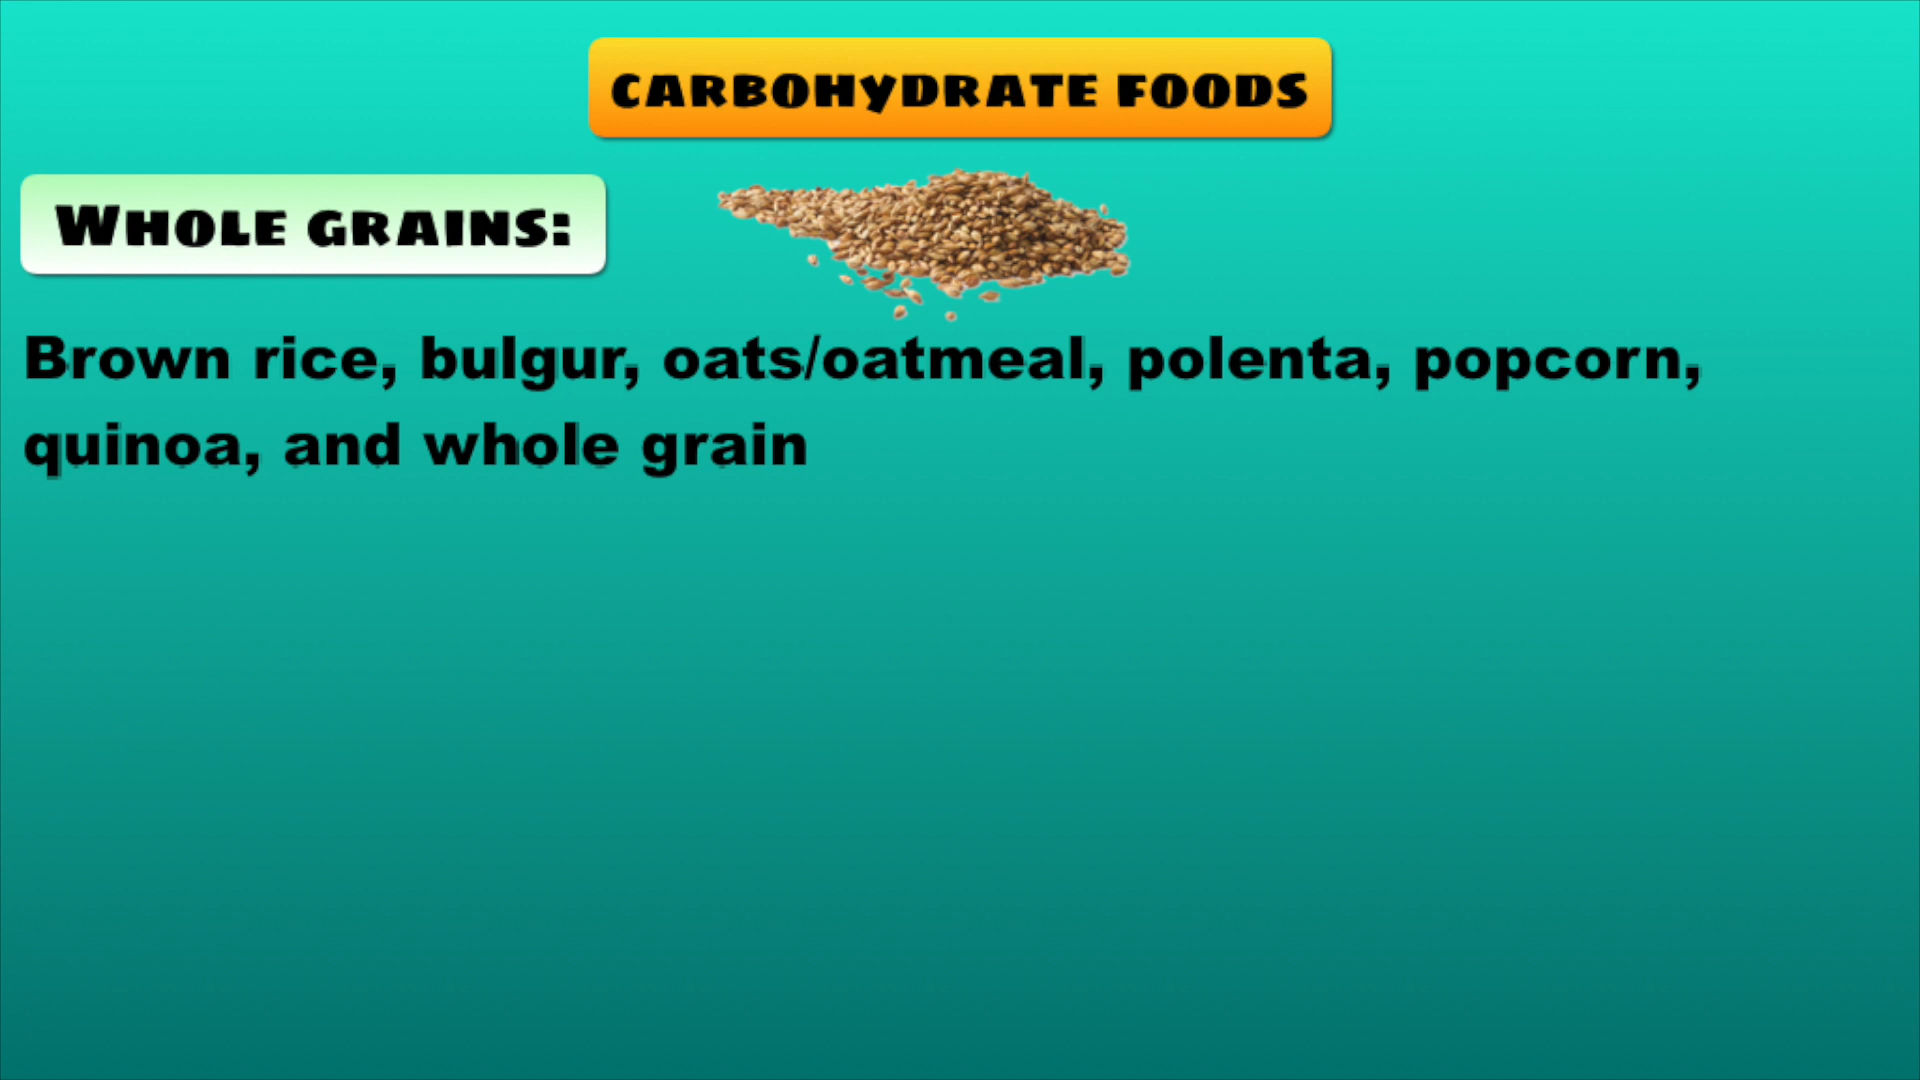 CARBOHYDRATE FOODS
WHOLE GRAINS:
Brown rice, bulgur, oats/oatmeal, polenta, popcorn,
quinoa, and whole grain